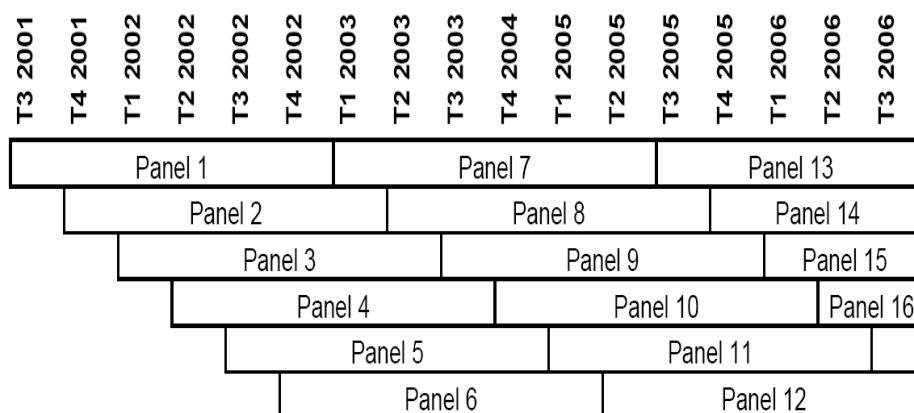 T3 2001
T4 2001
T1 2002
T2 2002
T3 2002
T4 2002
T1 2003
T2 2003
T3 2003
T4 2004
T1 2005
T2 2005
T3 2005
T4 2005
T1 2006
T2 2006
T3 2006
Panel 1 Panel 7 Panel 13
Panel 2 Panel 8 Panel 14
Panel 3 Panel 9 Panel 15
Panel 4 Panel 10 Panel 16
Panel 5 Panel 11
Panel 6 Panel 12